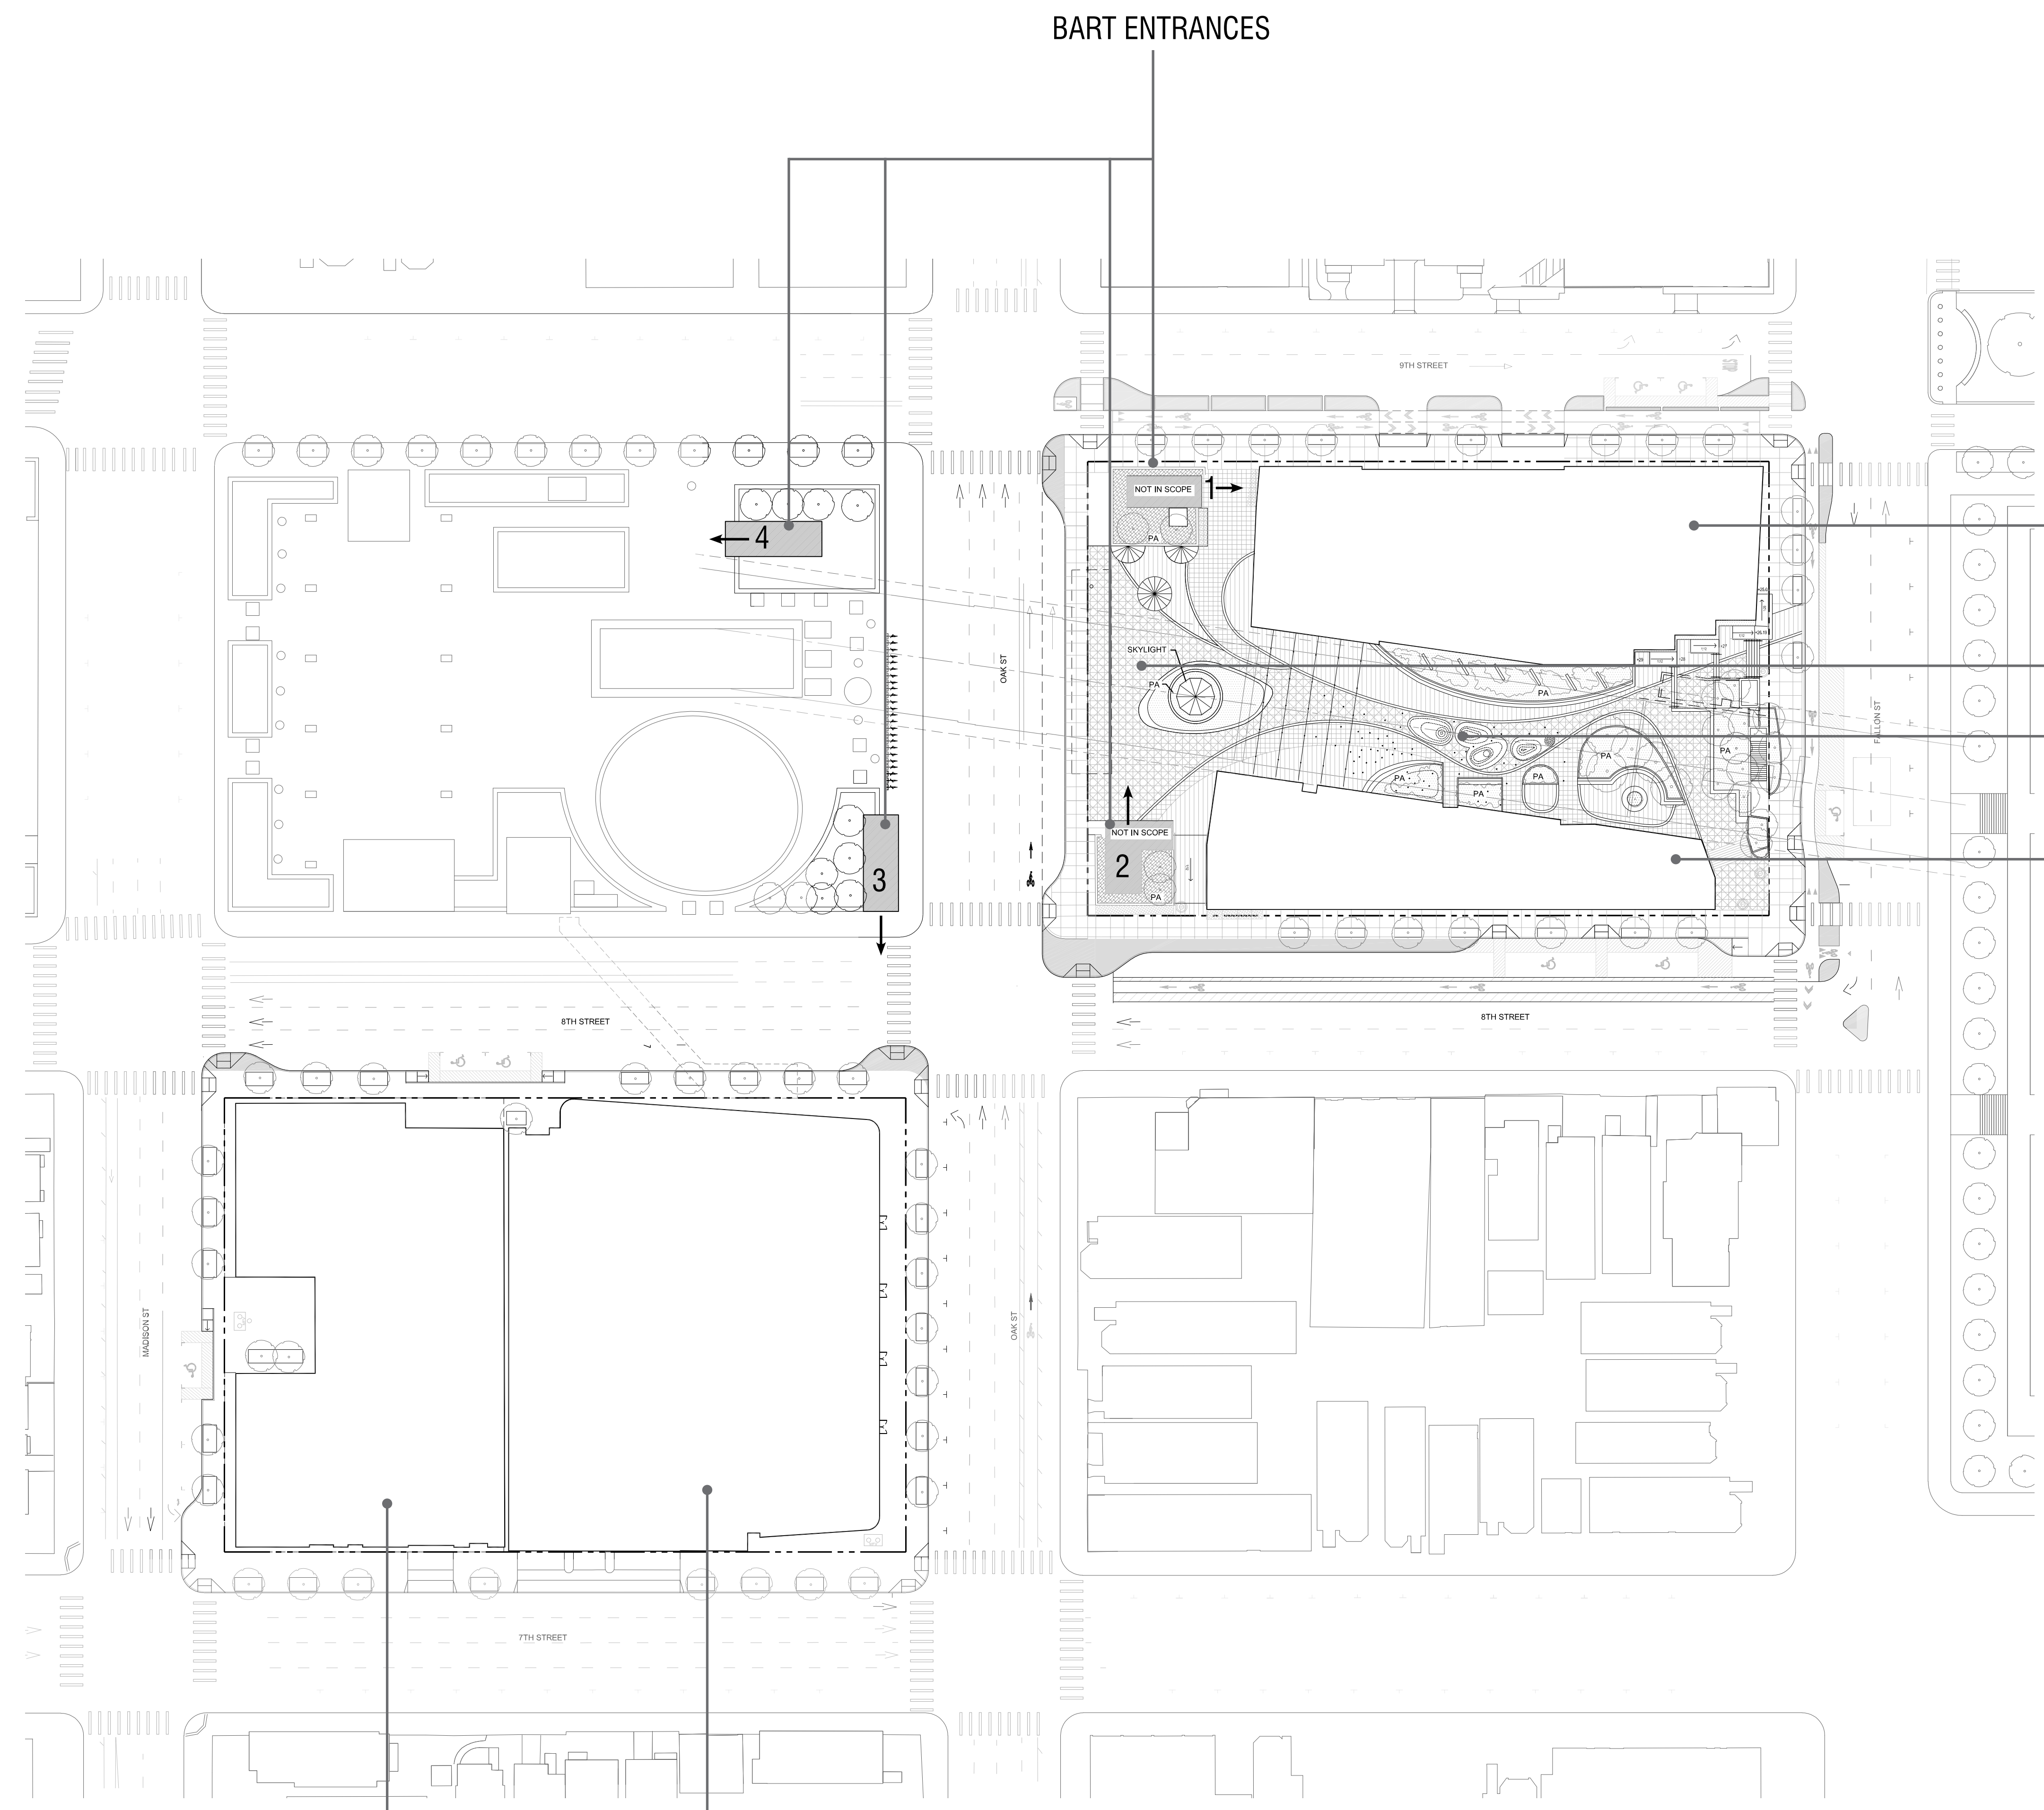 BART ENTRANCES
9TH STREET
NOT IN SCOPE
1
4
PA
OAK ST
SKYLIGHT
PA
PA
FALLON ST
PA
PA
PA
PA
PA
NOT IN SCOPE
2
3
PA
8TH STREET
8TH STREET
MADISON ST
OAK ST
7TH STREET